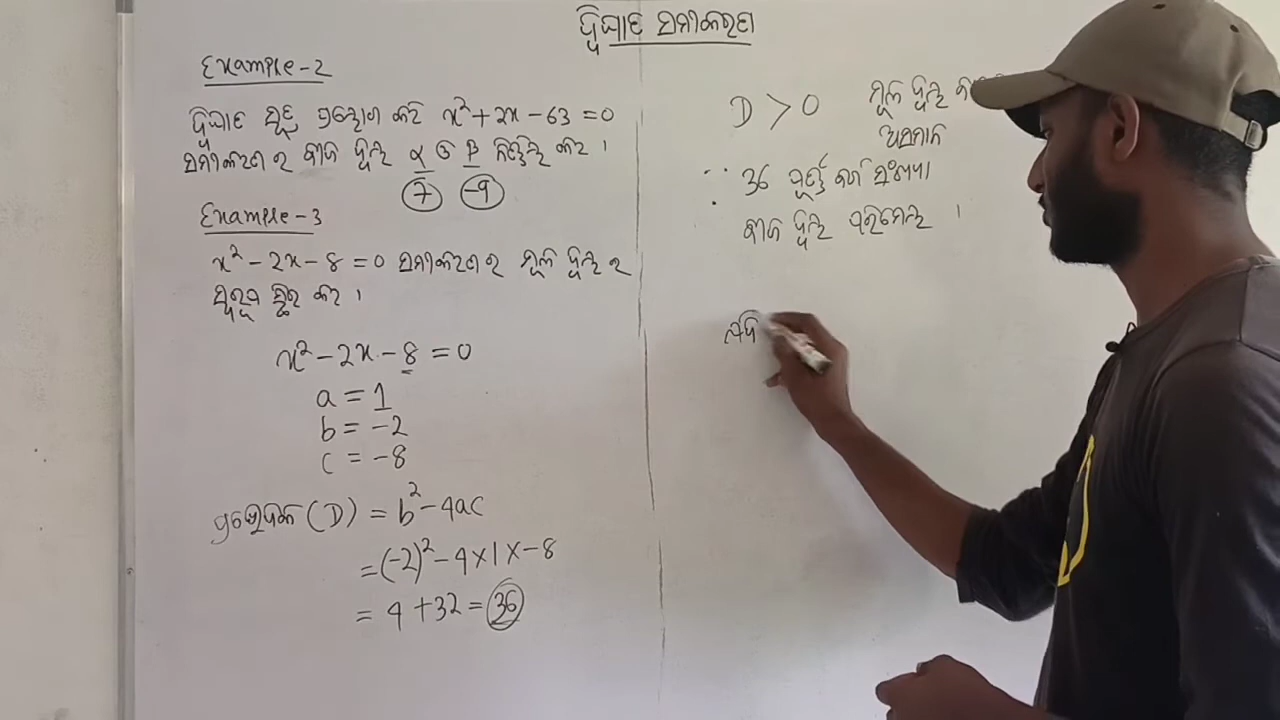 ଦ୍ୱିଘାତ ସମୀକରଣ
Example-2
ଦ୍ୱିଘାତ ସୂତ୍ର ପ୍ରୟୋଗ କରି x² + 2x - 63 = 0
ସମୀକରଣ ର ବୀଜ ଦ୍ୱୟ α ଓ β ନିର୍ଣ୍ଣୟ କର ।
7 -9
Example-3
x² - 2x - 8 = 0 ସମୀକରଣ ର ମୂଳ ଦ୍ୱୟ ର
ସ୍ୱରୂପ ସ୍ଥିର କର ।
x² - 2x - 8 = 0
a = 1
b = -2
c = -8
ପ୍ରଭେଦକ (D) = b² - 4ac
= (-2)² - 4 × 1 × -8
= 4 + 32 = 36
D > 0 ମୂଳ ଦ୍ୱୟ
ଅସମାନ
∵ 36 ପୂର୍ଣ୍ଣ ବର୍ଗ ସଂଖ୍ୟା
ବୀଜ ଦ୍ୱୟ ପରିମେୟ ।
ଯଦି